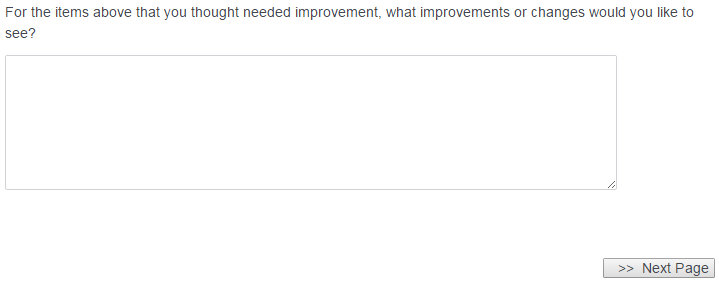 For the items above that you thought needed improvement, what improvements or changes would you like to
see?
>> Next Page